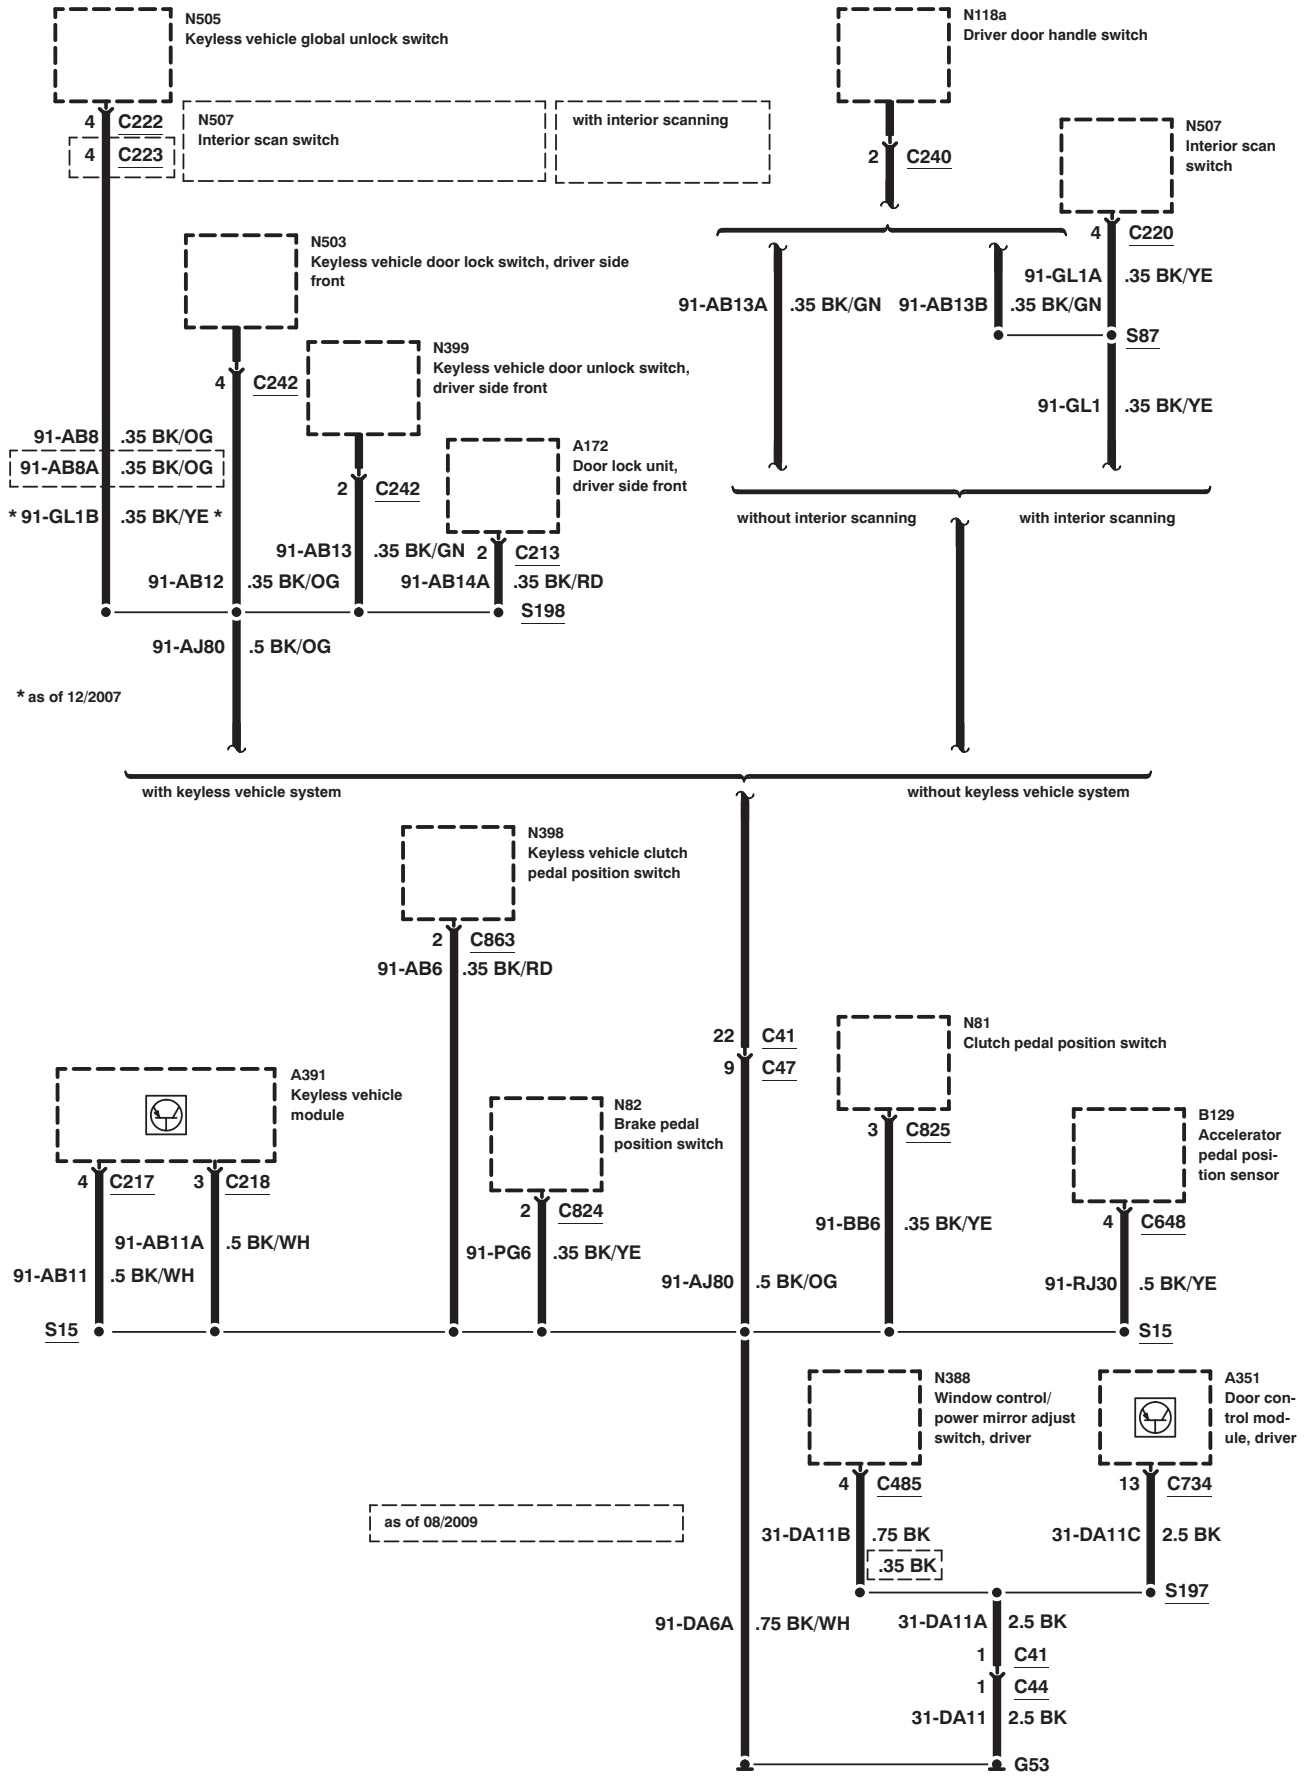 N505
Keyless vehicle global unlock switch
4 C222
4 C223
N507
Interior scan switch
with interior scanning
N118a
Driver door handle switch
2 C240
N507
Interior scan
switch
4 C220
N503
Keyless vehicle door lock switch, driver side
front
4 C242
91-GL1A .35 BK/YE
91-AB13A .35 BK/GN
91-AB13B .35 BK/GN
S87
91-GL1 .35 BK/YE
N399
Keyless vehicle door unlock switch,
driver side front
2 C242
91-AB8 .35 BK/OG
91-AB8A .35 BK/OG
* 91-GL1B .35 BK/YE *
A172
Door lock unit,
driver side front
2 C213
without interior scanning
with interior scanning
91-AB13 .35 BK/GN
91-AB12 .35 BK/OG
91-AB14A .35 BK/RD
S198
91-AJ80 .5 BK/OG
* as of 12/2007
with keyless vehicle system
without keyless vehicle system
N398
Keyless vehicle clutch
pedal position switch
2 C863
91-AB6 .35 BK/RD
22 C41
9 C47
N81
Clutch pedal position switch
3 C825
A391
Keyless vehicle
module
4 C217
3 C218
N82
Brake pedal
position switch
2 C824
B129
Accelerator
pedal posi-
tion sensor
4 C648
91-AB11A .5 BK/WH
91-AB11 .5 BK/WH
91-PG6 .35 BK/YE
91-BB6 .35 BK/YE
91-AJ80 .5 BK/OG
91-RJ30 .5 BK/YE
S15
S15
N388
Window control/
power mirror adjust
switch, driver
4 C485
A351
Door con-
trol mod-
ule, driver
13 C734
as of 08/2009
31-DA11B .75 BK
.35 BK
31-DA11C 2.5 BK
S197
91-DA6A .75 BK/WH
31-DA11A 2.5 BK
1 C41
1 C44
31-DA11 2.5 BK
G53